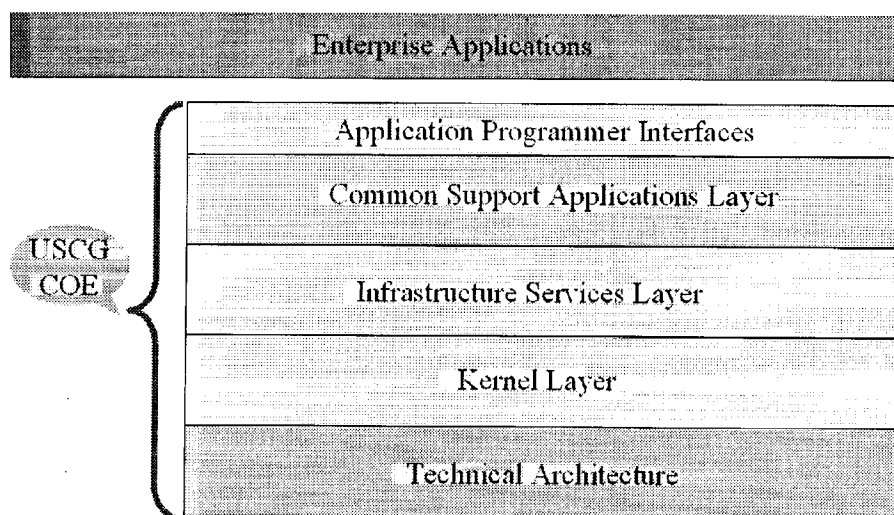 Enterprise Applications
Application Programmer Interfaces
Common Support Applications Layer
USCG
COE
Infrastructure Services Layer
Kernel Layer
Technical Architecture